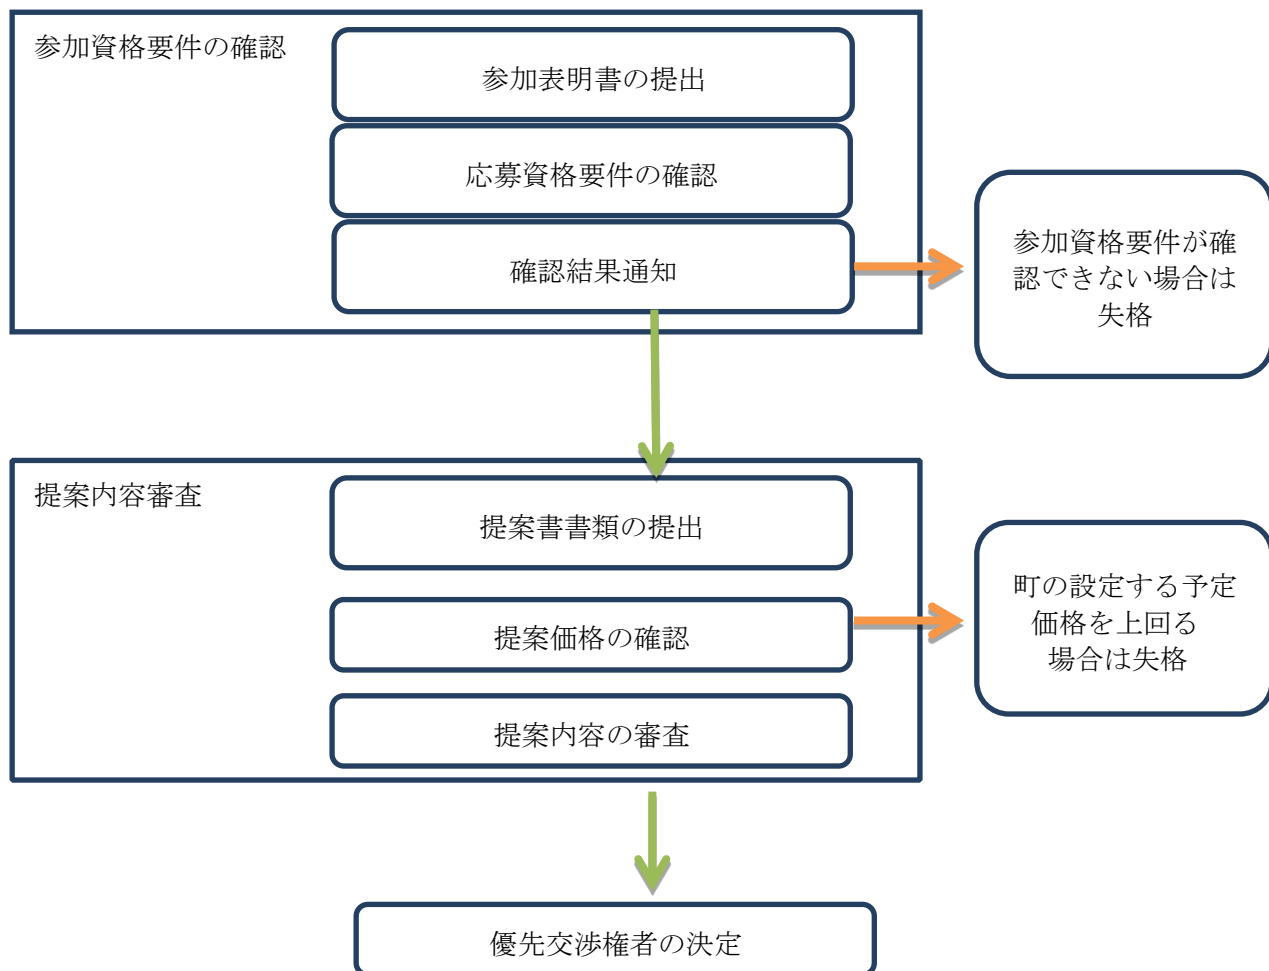 参加資格要件の確認
参加表明書の提出
応募資格要件の確認
確認結果通知
参加資格要件が確
認できない場合は
失格
提案内容審査
提案書書類の提出
提案価格の確認
提案内容の審査
町の設定する予定
価格を上回る
場合は失格
優先交渉権者の決定